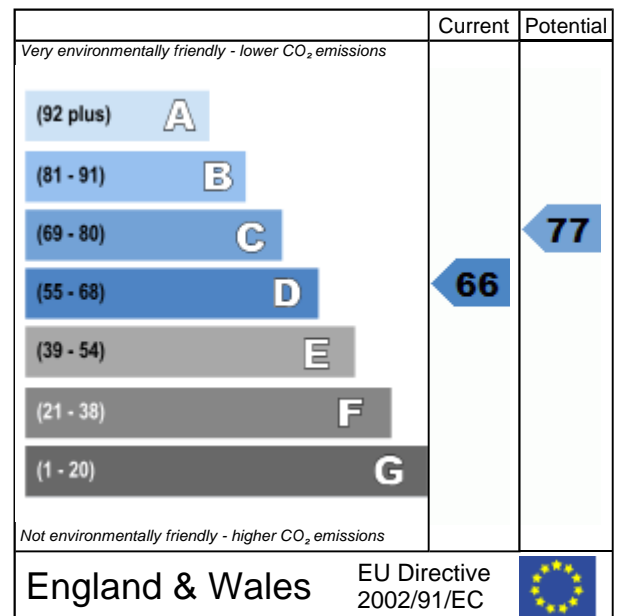 Current Potential
Very environmentally friendly - lower CO₂ emissions
(92 plus) A
(81 - 91) B
(69 - 80) C
77
(55 - 68) D
66
(39 - 54) E
(21 - 38) F
(1 - 20) G
Not environmentally friendly - higher CO₂ emissions
England & Wales
EU Directive
2002/91/EC